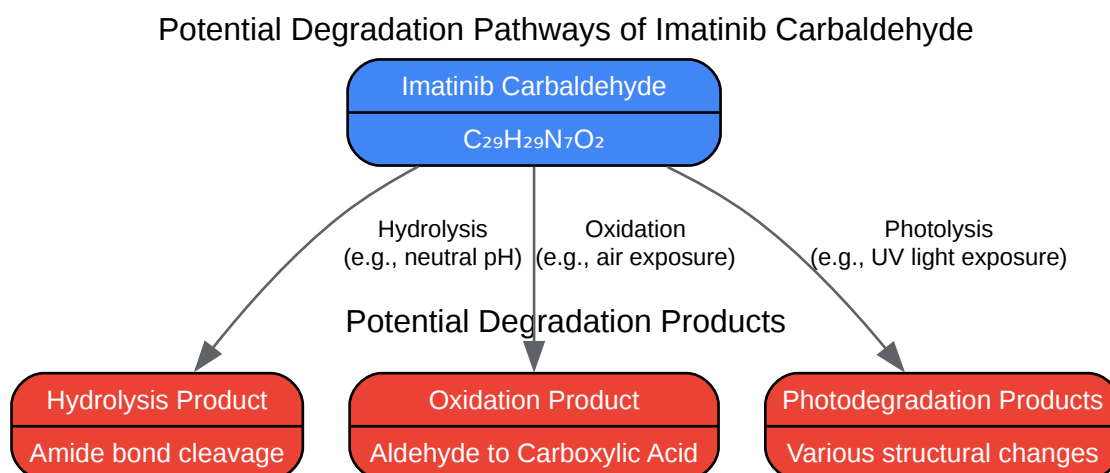 Potential Degradation Pathways of Imatinib Carbaldehyde
Imatinib Carbaldehyde
C₂₉H₂₉N₇O₂
Hydrolysis
(e.g., neutral pH)
Oxidation
(e.g., air exposure)
Photolysis
(e.g., UV light exposure)
Potential Degradation Products
Hydrolysis Product
Amide bond cleavage
Oxidation Product
Aldehyde to Carboxylic Acid
Photodegradation Products
Various structural changes